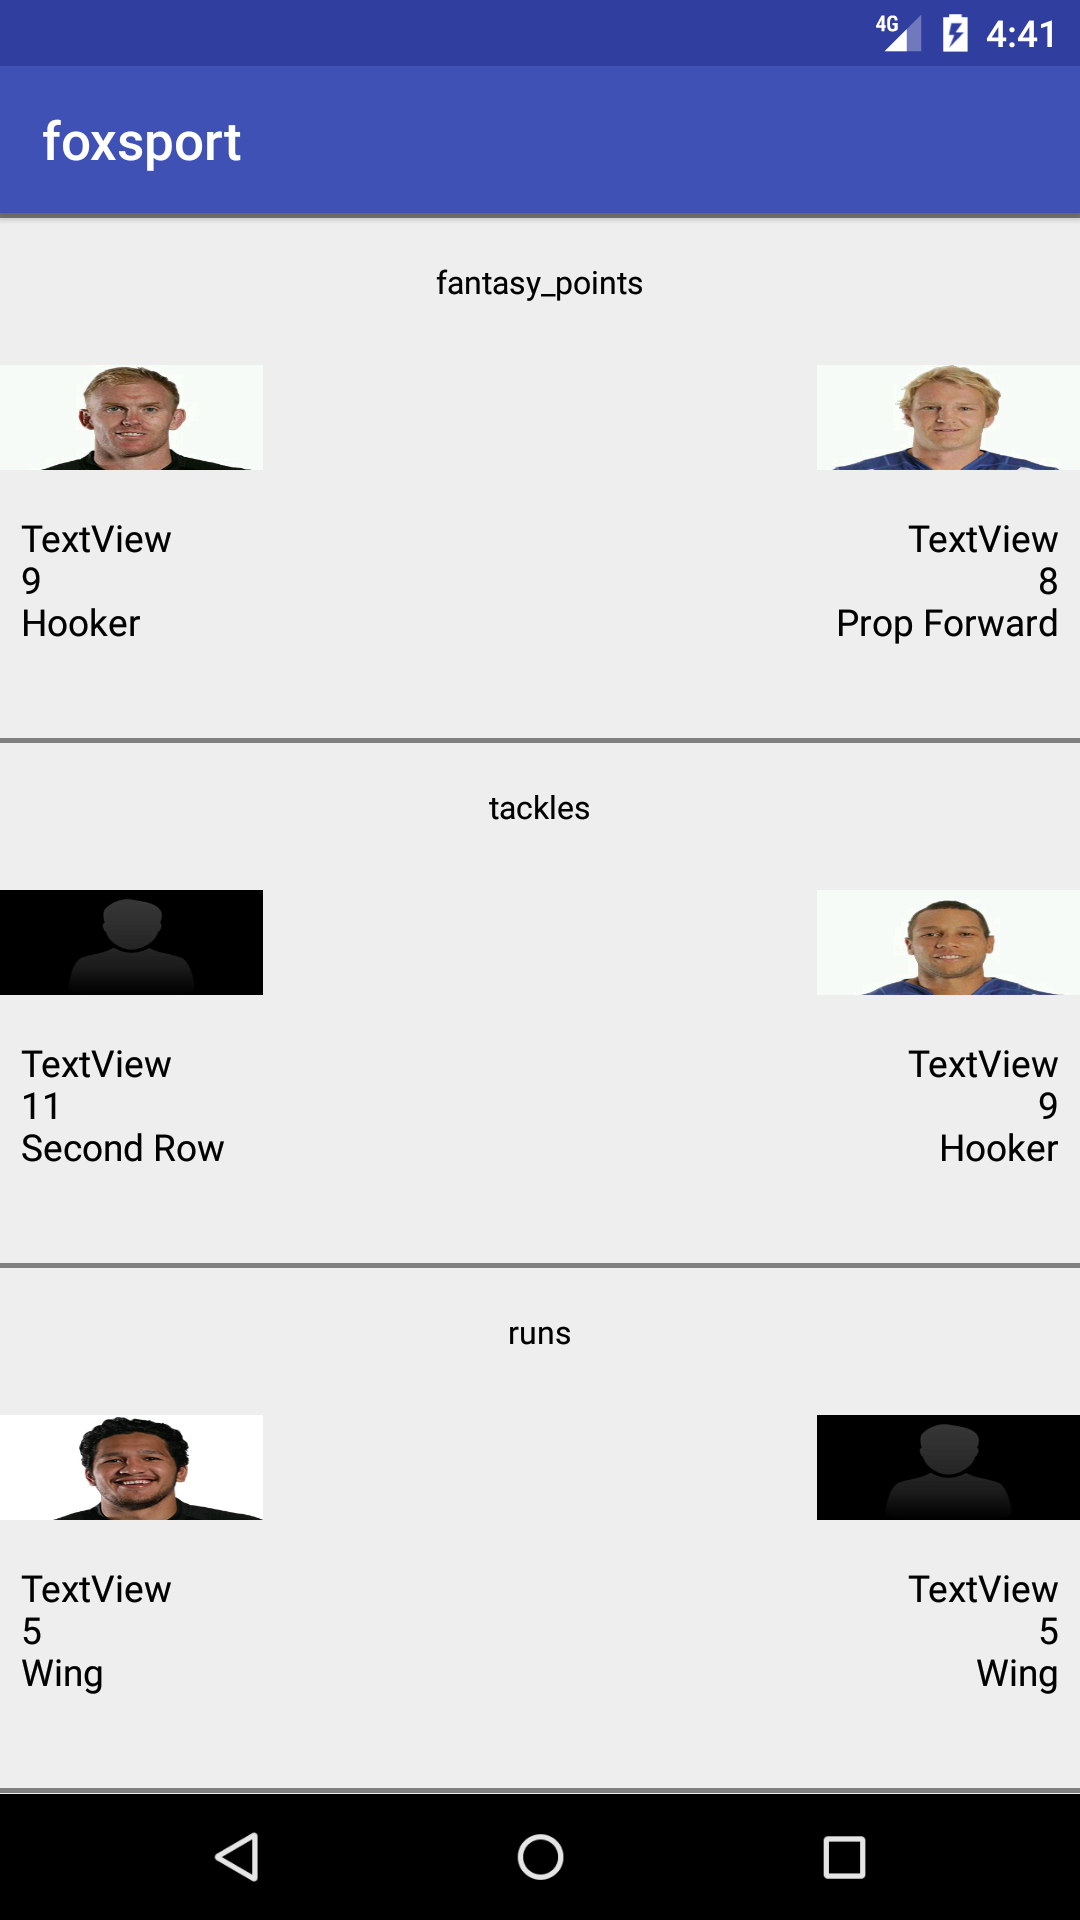 4G 4:41
foxsport
fantasy_points
TextView
9
Hooker
TextView
8
Prop Forward
tackles
TextView
11
Second Row
TextView
9
Hooker
runs
TextView
5
Wing
TextView
5
Wing